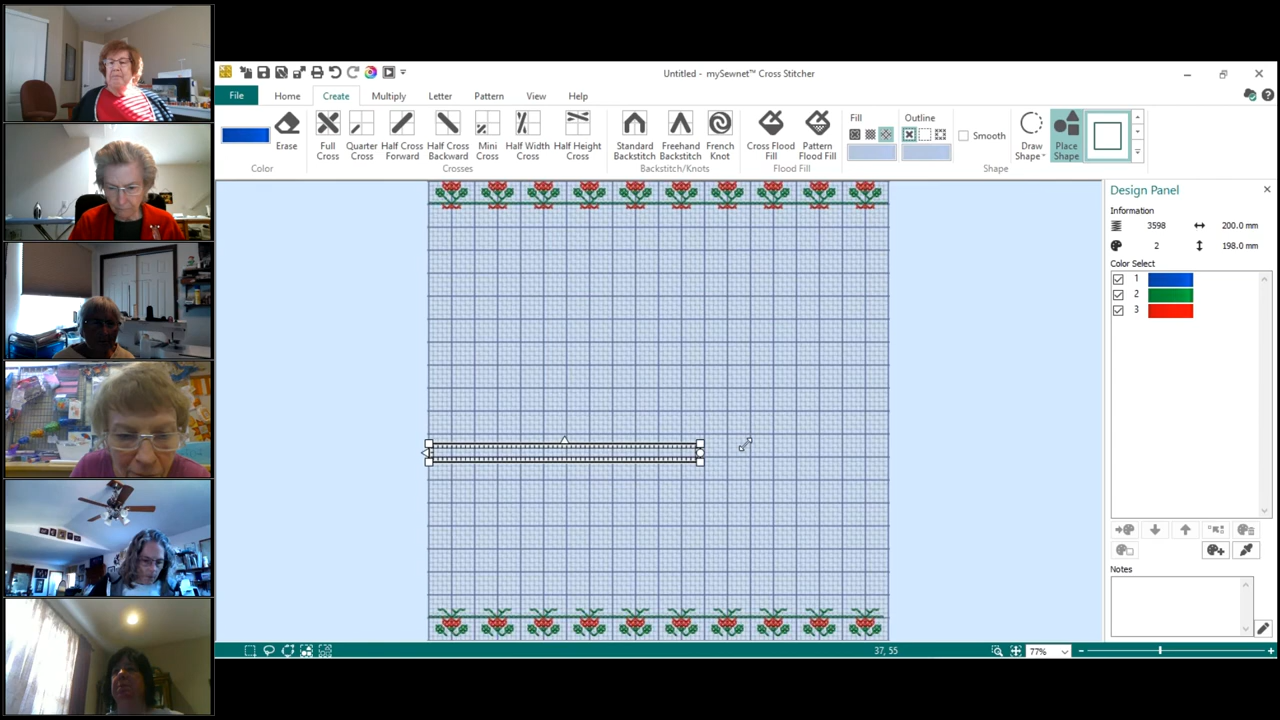 Untitled - mySewnet™ Cross Stitcher
File Home Create Multiply Letter Pattern View Help
Erase
Full Cross
Quarter Cross
Half Cross Forward
Half Cross Backward
Mini Cross
Half Width Cross
Half Height Cross
Standard Backstitch
Freehand Backstitch
French Knot
Cross Flood Fill
Pattern Flood Fill
Fill
Outline
Smooth
Draw Shape
Place Shape
Color Crosses Backstitch/Knots Flood Fill Shape
Design Panel
Information
3598 200.0 mm
2 198.0 mm
Color Select
1
2
3
Notes
37, 55 77%